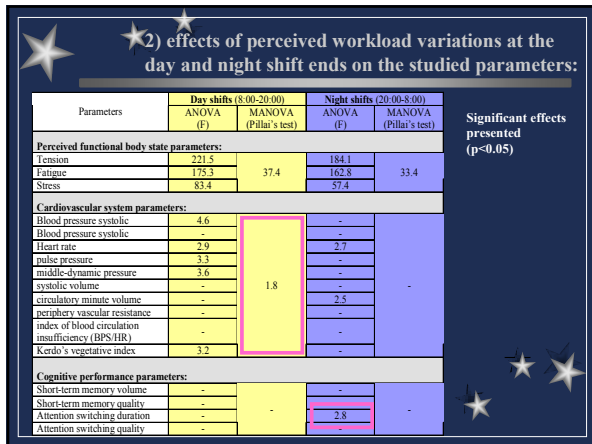 2) effects of perceived workload variations at the
day and night shift ends on the studied parameters:
Parameters Day shifts (8:00-20:00) Night shifts (20:00-8:00)
ANOVA (F) MANOVA (Pillai's test) ANOVA (F) MANOVA (Pillai's test)
Perceived functional body state parameters:
Tension 221.5 37.4 184.1 33.4
Fatigue 175.3 162.8
Stress 83.4 57.4
Cardiovascular system parameters:
Blood pressure systolic 4.6 1.8 - -
Blood pressure systolic - -
Heart rate 2.9 2.7
pulse pressure 3.3 -
middle-dynamic pressure 3.6 -
systolic volume - -
circulatory minute volume - 2.5
periphery vascular resistance - -
index of blood circulation
insufficiency (BPS/HR) - -
Kerdo's vegetative index 3.2 -
Cognitive performance parameters:
Short-term memory volume - - - -
Short-term memory quality - -
Attention switching duration - 2.8
Attention switching quality - -
Significant effects
presented
(p<0.05)